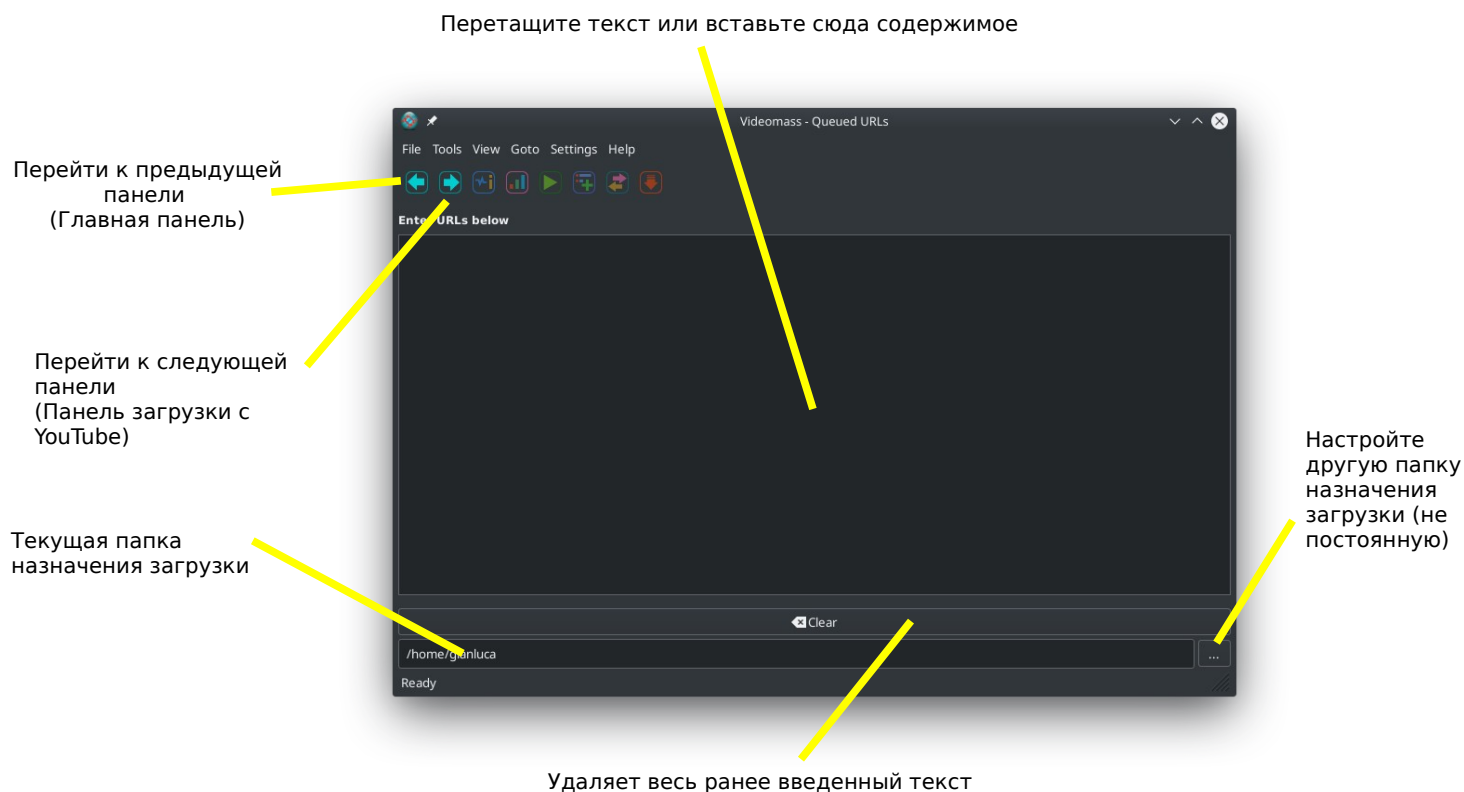 Перетащите текст или вставьте сюда содержимое
Videomass - Queued URLs
File Tools View Goto Settings Help
Перейти к предыдущей
панели
(Главная панель)
Enter URLs below
Перейти к следующей
панели
(Панель загрузки с
YouTube)
Настройте
другую папку
назначения
загрузки (не
постоянную)
Текущая папка
назначения загрузки
Clear
/home/gianluca
...
Ready
Удаляет весь ранее введенный текст